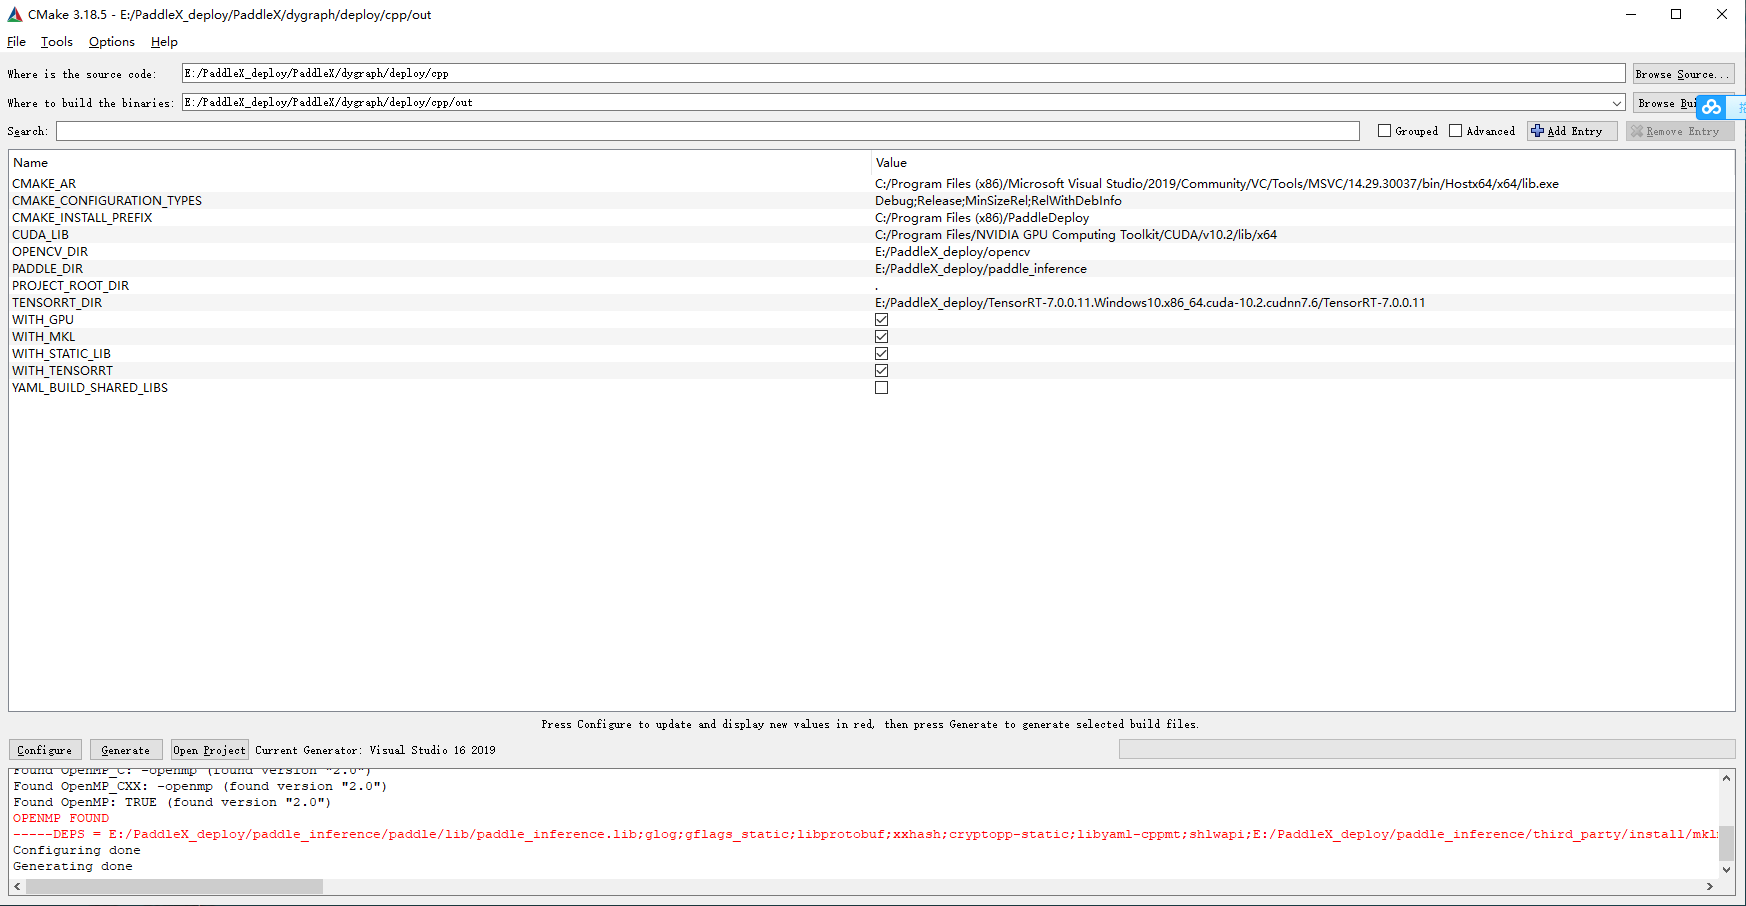 CMake 3.18.5 - E:/PaddleX_deploy/PaddleX/dygraph/deploy/cpp/out
File Tools Options Help
Where is the source code: E:/PaddleX_deploy/PaddleX/dygraph/deploy/cpp Browse Source...
Where to build the binaries: E:/PaddleX_deploy/PaddleX/dygraph/deploy/cpp/out Browse
Search: Grouped Advanced Add Entry Remove Entry
Name Value
CMAKE_AR C:/Program Files (x86)/Microsoft Visual Studio/2019/Community/VC/Tools/MSVC/14.29.30037/bin/Hostx64/x64/lib.exe
CMAKE_CONFIGURATION_TYPES Debug;Release;MinSizeRel;RelWithDebInfo
CMAKE_INSTALL_PREFIX C:/Program Files (x86)/PaddleDeploy
CUDA_LIB C:/Program Files/NVIDIA GPU Computing Toolkit/CUDA/v10.2/lib/x64
OPENCV_DIR E:/PaddleX_deploy/opencv
PADDLE_DIR E:/PaddleX_deploy/paddle_inference
PROJECT_ROOT_DIR .
TENSORRT_DIR E:/PaddleX_deploy/TensorRT-7.0.0.11.Windows10.x86_64.cuda-10.2.cudnn7.6/TensorRT-7.0.0.11
WITH_GPU
WITH_MKL
WITH_STATIC_LIB
WITH_TENSORRT
YAML_BUILD_SHARED_LIBS
Press Configure to update and display new values in red, then press Generate to generate selected build files.
Configure Generate Open Project Current Generator: Visual Studio 16 2019
Found OpenMP_C: -openmp (found version "2.0")
Found OpenMP_CXX: -openmp (found version "2.0")
Found OpenMP: TRUE (found version "2.0")
OPENMP FOUND
-----DEPS = E:/PaddleX_deploy/paddle_inference/paddle/lib/paddle_inference.lib;glog;gflags_static;libprotobuf;xxhash;cryptopp-static;libyaml-cppmt;shlwapi;E:/PaddleX_deploy/paddle_inference/third_party/install/mkl
Configuring done
Generating done